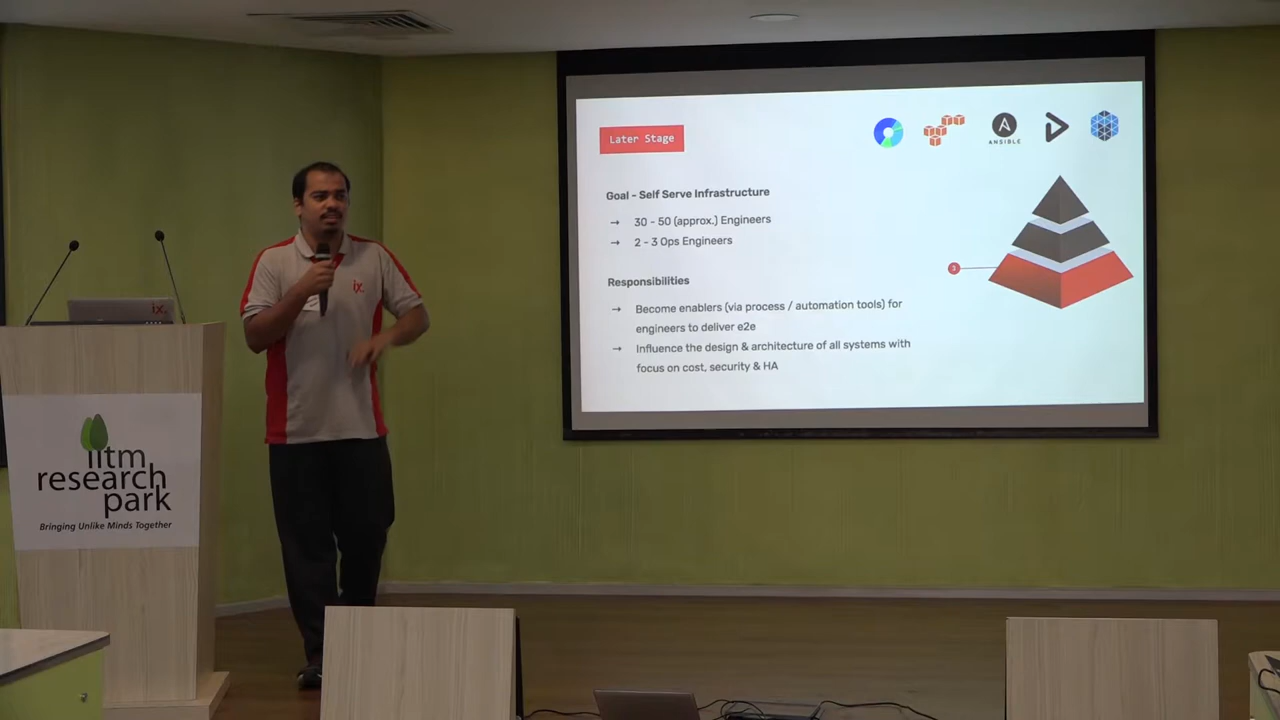 Later Stage
ANSIBLE
Goal - Self Serve Infrastructure
→ 30 - 50 (approx.) Engineers
→ 2 - 3 Ops Engineers
3
Responsibilities
→ Become enablers (via process / automation tools) for
engineers to deliver e2e
→ Influence the design & architecture of all systems with
focus on cost, security & HA
ix.
ix.
iitm
research
park
Bringing Unlike Minds Together